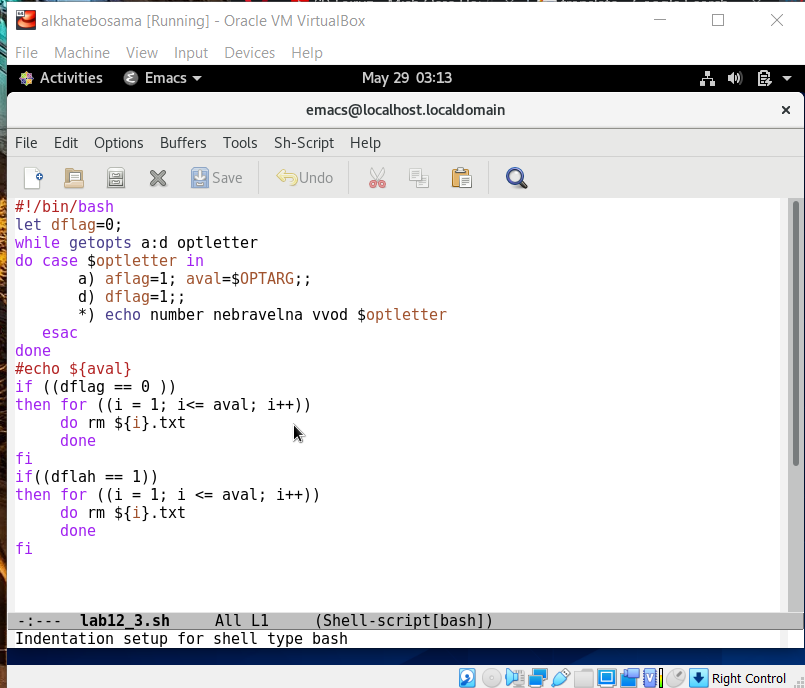 alkhatebosama [Running] - Oracle VM VirtualBox
File Machine View Input Devices Help
Activities Emacs May 29 03:13
emacs@localhost.localdomain
File Edit Options Buffers Tools Sh-Script Help
Save Undo
#!/bin/bash
let dflag=0;
while getopts a:d optletter
do case $optletter in
a) aflag=1; aval=$OPTARG;;
d) dflag=1;;
*) echo number nebravelna vvod $optletter
esac
done
#echo ${aval}
if ((dflag == 0 ))
then for ((i = 1; i<= aval; i++))
do rm ${i}.txt
done
fi
if((dflah == 1))
then for ((i = 1; i <= aval; i++))
do rm ${i}.txt
done
fi
-:--- lab12_3.sh All L1 (Shell-script[bash])
Indentation setup for shell type bash
Right Control